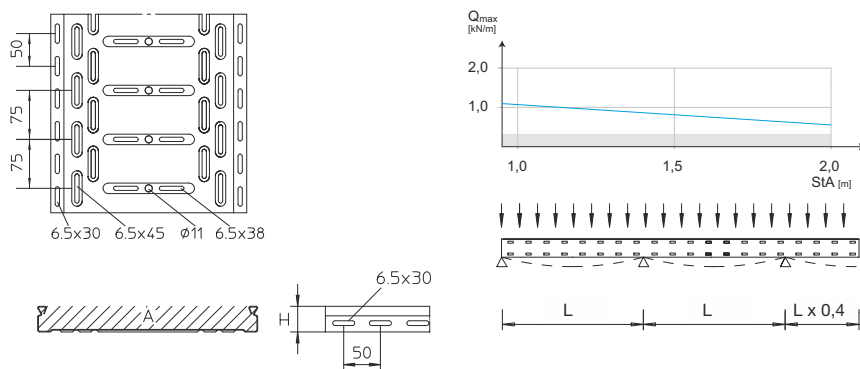 50
75
75
6.5x30
6.5x45
ø11
6.5x38
A
H
6.5x30
50
Qmax
[kN/m]
2,0
1,0
1,0
1,5
2,0
StA [m]
L
L
L x 0,4